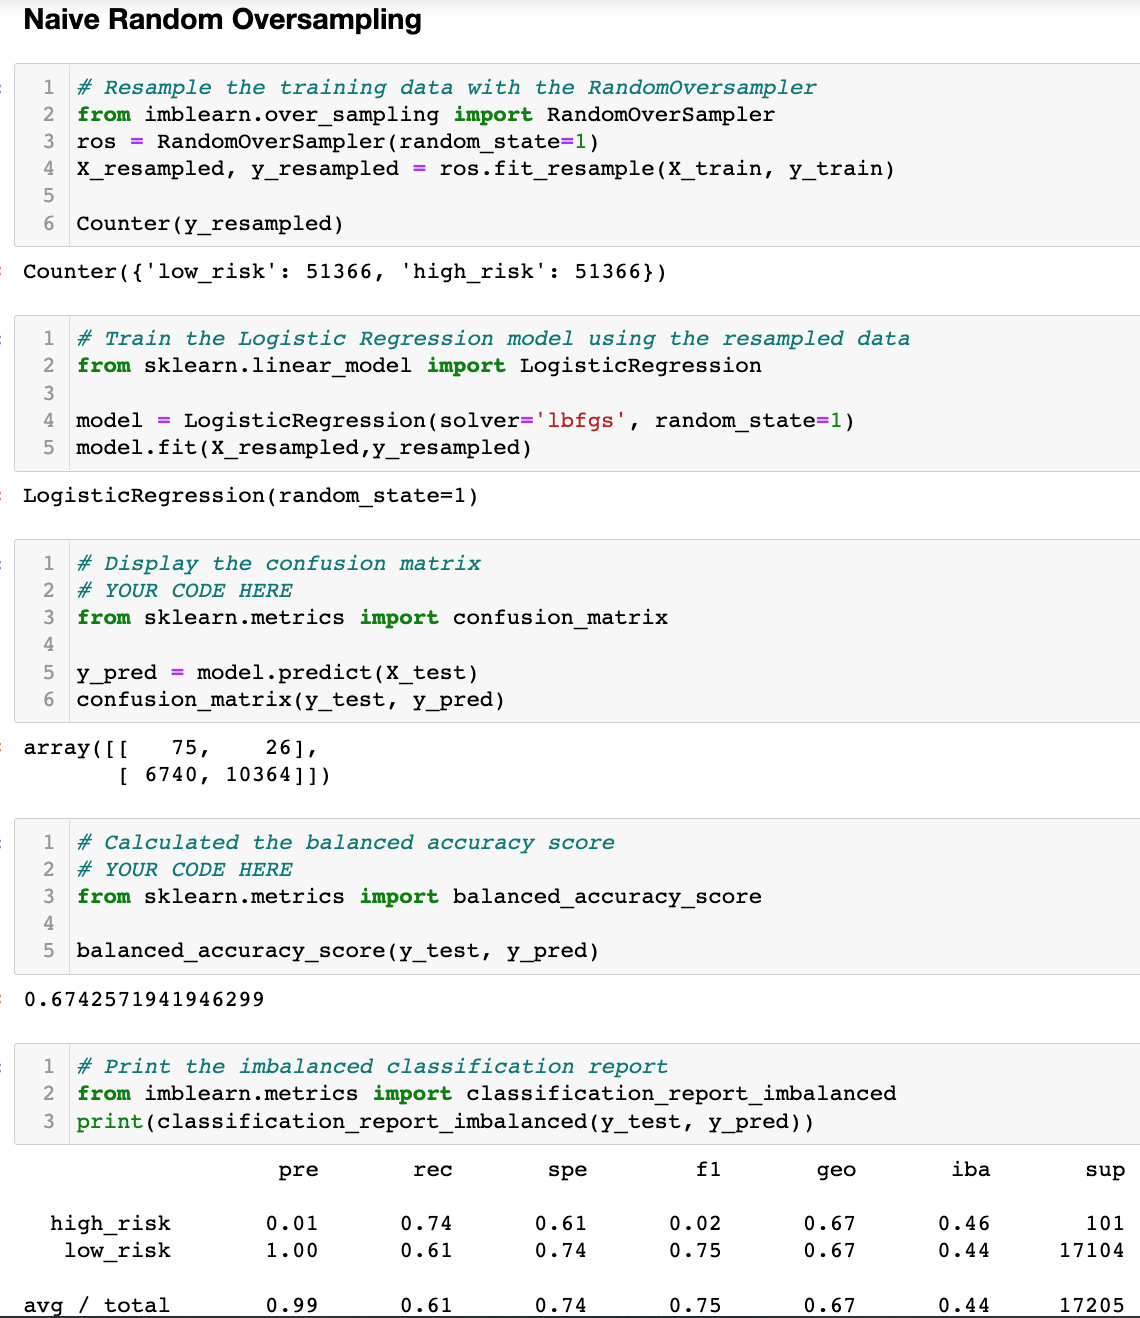 Naive Random Oversampling
1 # Resample the training data with the RandomOversampler
2 from imblearn.over_sampling import RandomOverSampler
3 ros = RandomOverSampler(random_state=1)
4 X_resampled, y_resampled = ros.fit_resample(X_train, y_train)
5
6 Counter(y_resampled)
Counter({'low_risk': 51366, 'high_risk': 51366})
1 # Train the Logistic Regression model using the resampled data
2 from sklearn.linear_model import LogisticRegression
3
4 model = LogisticRegression(solver='lbfgs', random_state=1)
5 model.fit(X_resampled,y_resampled)
LogisticRegression(random_state=1)
1 # Display the confusion matrix
2 # YOUR CODE HERE
3 from sklearn.metrics import confusion_matrix
4
5 y_pred = model.predict(X_test)
6 confusion_matrix(y_test, y_pred)
array([[   75,    26],
       [ 6740, 10364]])
1 # Calculated the balanced accuracy score
2 # YOUR CODE HERE
3 from sklearn.metrics import balanced_accuracy_score
4
5 balanced_accuracy_score(y_test, y_pred)
0.6742571941946299
1 # Print the imbalanced classification report
2 from imblearn.metrics import classification_report_imbalanced
3 print(classification_report_imbalanced(y_test, y_pred))
pre rec spe f1 geo iba sup
high_risk 0.01 0.74 0.61 0.02 0.67 0.46 101
low_risk 1.00 0.61 0.74 0.75 0.67 0.44 17104
avg / total 0.99 0.61 0.74 0.75 0.67 0.44 17205